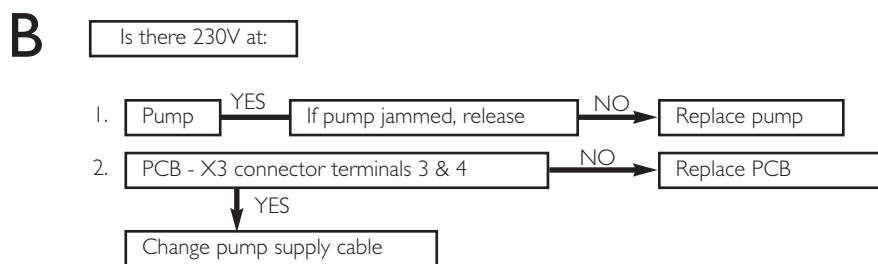 B
Is there 230V at:
1. Pump YES If pump jammed, release NO Replace pump
2. PCB - X3 connector terminals 3 & 4 NO Replace PCB
YES
Change pump supply cable